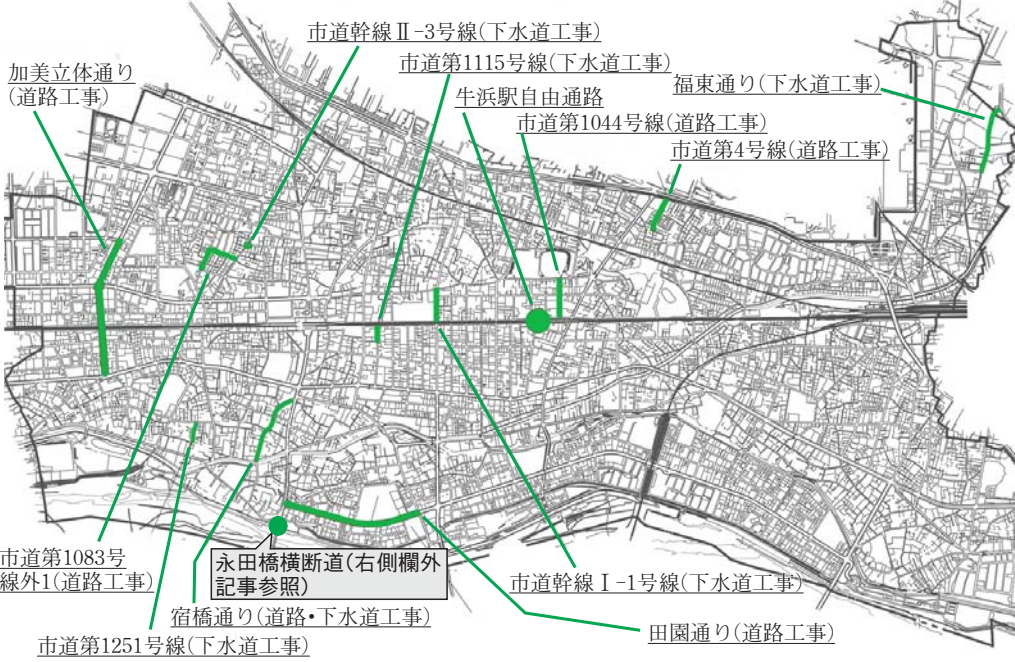 市道幹線Ⅱ-3号線(下水道工事)
加美立体通り
(道路工事)
市道第1115号線(下水道工事)
牛浜駅自由通路
福東通り(下水道工事)
市道第1044号線(道路工事)
市道第4号線(道路工事)
市道第1083号
線外1(道路工事)
永田橋横断道(右側欄外
記事参照)
市道幹線Ⅰ-1号線(下水道工事)
宿橋通り(道路・下水道工事)
田園通り(道路工事)
市道第1251号線(下水道工事)